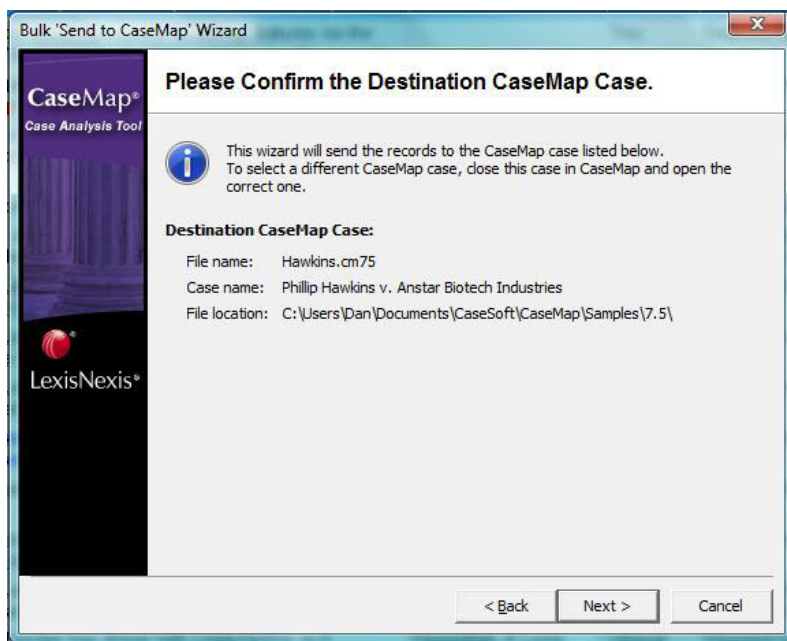 Bulk 'Send to CaseMap' Wizard
CaseMap®
Case Analysis Tool
LexisNexis®
Please Confirm the Destination CaseMap Case.
This wizard will send the records to the CaseMap case listed below.
To select a different CaseMap case, close this case in CaseMap and open the
correct one.
Destination CaseMap Case:
File name: Hawkins.cm75
Case name: Phillip Hawkins v. Anstar Biotech Industries
File location: C:\Users\Dan\Documents\CaseSoft\CaseMap\Samples\7.5\
< Back Next > Cancel